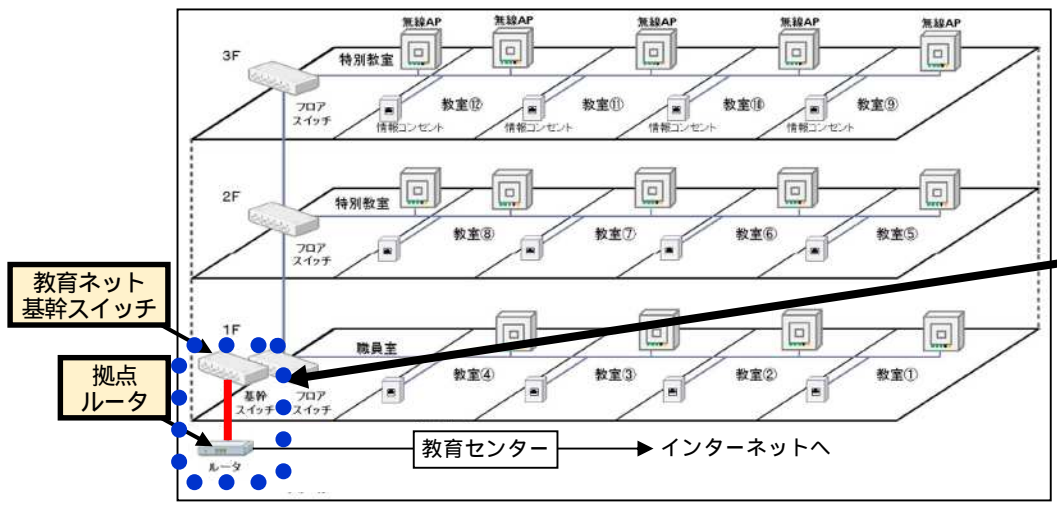 無線AP
無線AP
無線AP
無線AP
無線AP
3F
特別教室
フロア
スイッチ
教室⑫
教室⑪
教室⑩
教室⑨
情報コンセント
情報コンセント
情報コンセント
情報コンセント
2F
特別教室
フロア
スイッチ
教室⑧
教室⑦
教室⑥
教室⑤
教育ネット
基幹スイッチ
1F
職員室
拠点
ルータ
基幹
スイッチ
フロア
スイッチ
教室④
教室③
教室②
教室①
ルータ
教育センター
インターネットへ